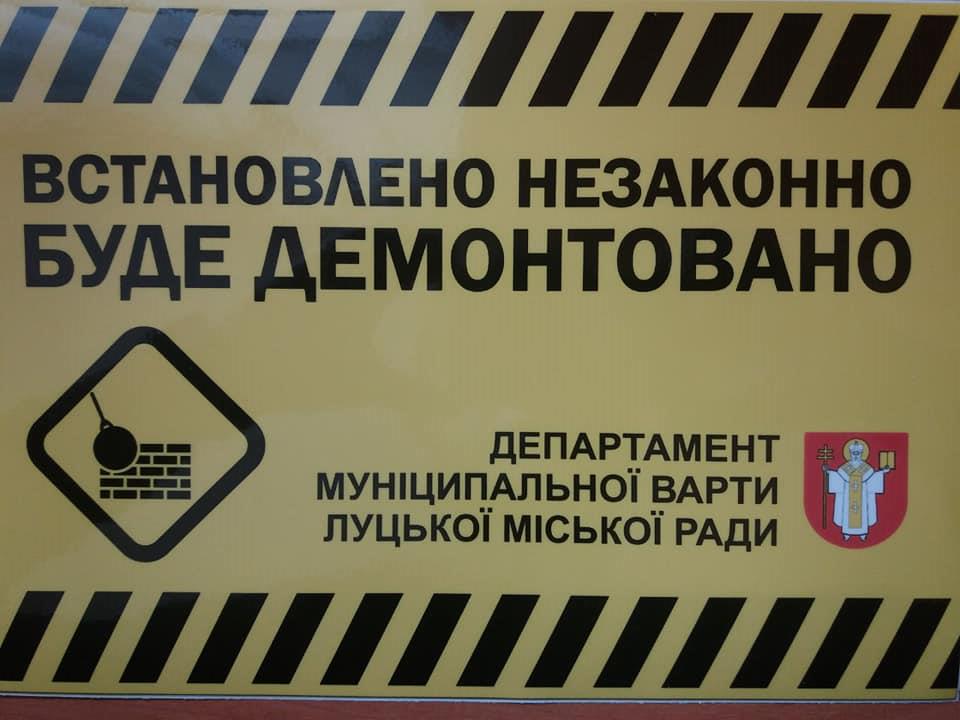 ВСТАНОВЛЕНО НЕЗАКОННО
БУДЕ ДЕМОНТОВАНО
ДЕПАРТАМЕНТ
МУНІЦИПАЛЬНОЇ ВАРТИ
ЛУЦЬКОЇ МІСЬКОЇ РАДИ